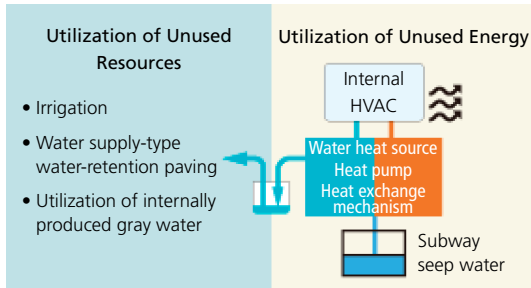 Utilization of Unused
Resources
• Irrigation
• Water supply-type
water-retention paving
• Utilization of internally
produced gray water
Utilization of Unused Energy
Internal
HVAC
Water heat source
Heat pump
Heat exchange
mechanism
Subway
seep water